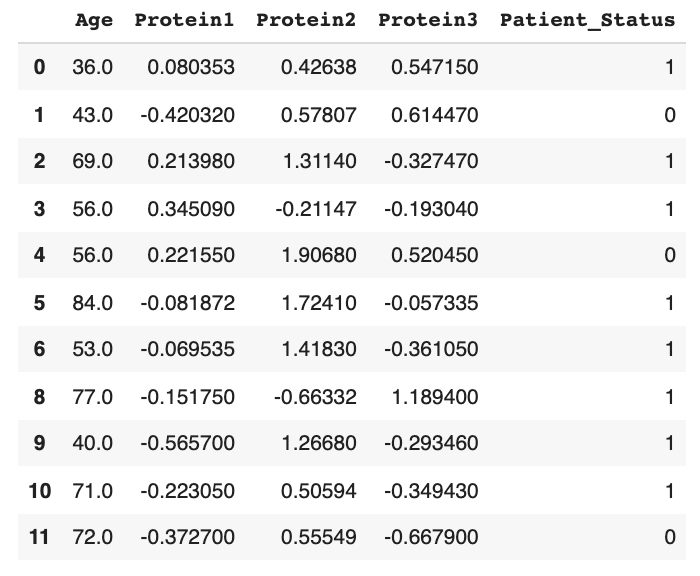 Age Protein1 Protein2 Protein3 Patient_Status
0 36.0 0.080353 0.42638 0.547150 1
1 43.0 -0.420320 0.57807 0.614470 0
2 69.0 0.213980 1.31140 -0.327470 1
3 56.0 0.345090 -0.21147 -0.193040 1
4 56.0 0.221550 1.90680 0.520450 0
5 84.0 -0.081872 1.72410 -0.057335 1
6 53.0 -0.069535 1.41830 -0.361050 1
8 77.0 -0.151750 -0.66332 1.189400 1
9 40.0 -0.565700 1.26680 -0.293460 1
10 71.0 -0.223050 0.50594 -0.349430 1
11 72.0 -0.372700 0.55549 -0.667900 0